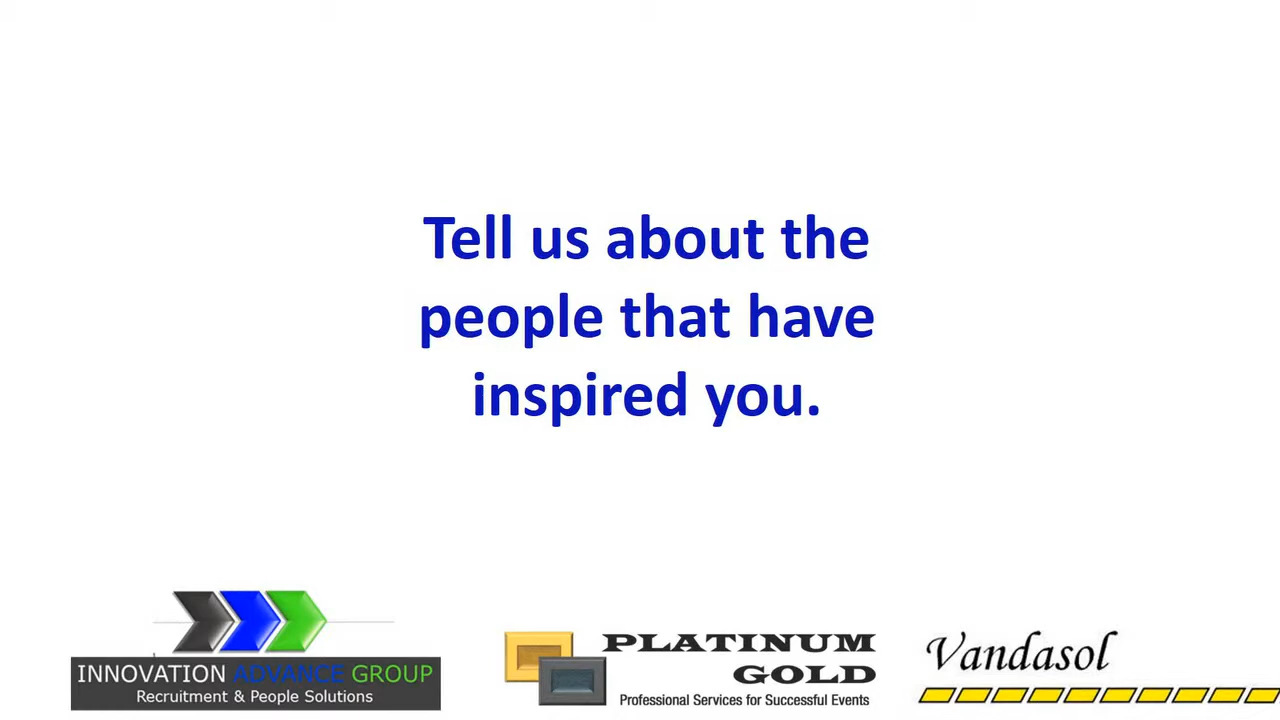 Tell us about the
people that have
inspired you.
INNOVATION ADVANCE GROUP
Recruitment & People Solutions
PLATINUM
GOLD
Professional Services for Successful Events
Vandasol